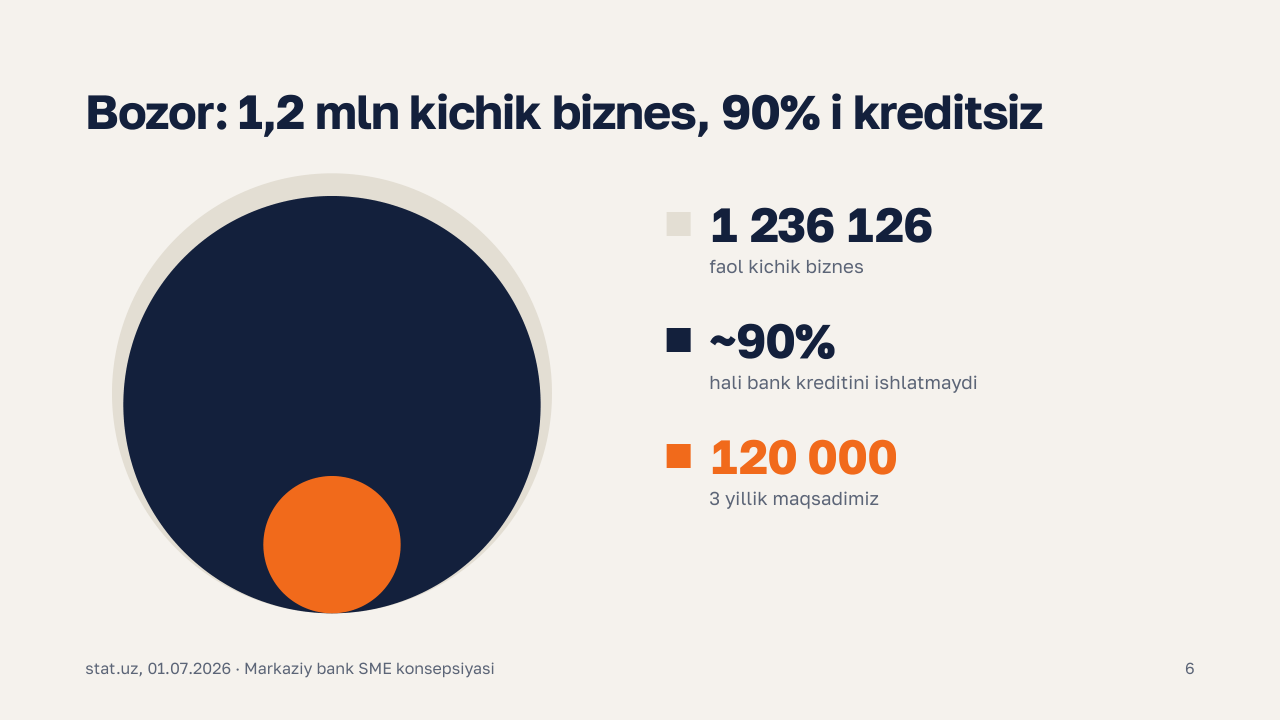 Bozor: 1,2 mln kichik biznes, 90% i kreditsiz
1 236 126
faol kichik biznes
~90%
hali bank kreditini ishlatmaydi
120 000
3 yillik maqsadimiz
stat.uz, 01.07.2026 · Markaziy bank SME konsepsiyasi
6